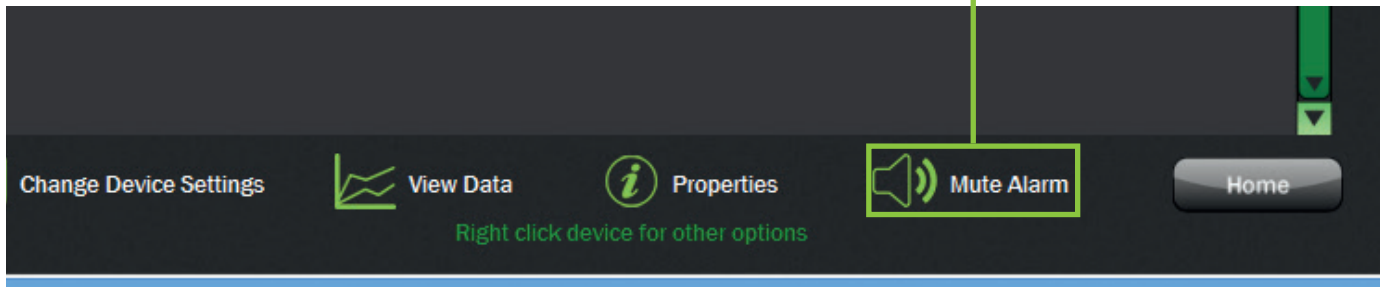 Change Device Settings View Data Properties Mute Alarm Home
Right click device for other options